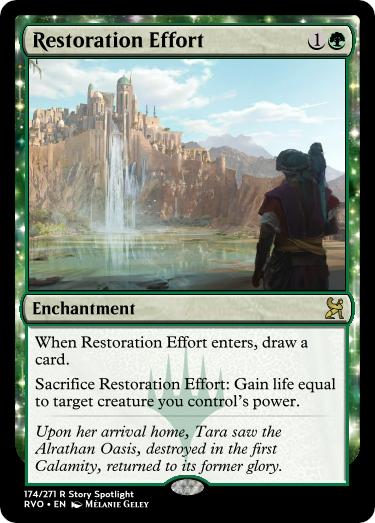 Restoration Effort 1
Enchantment
When Restoration Effort enters, draw a
card.
Sacrifice Restoration Effort: Gain life equal
to target creature you control's power.
Upon her arrival home, Tara saw the
Alrathan Oasis, destroyed in the first
Calamity, returned to its former glory.
174/271 R Story Spotlight
RVO • EN Mélanie Geley